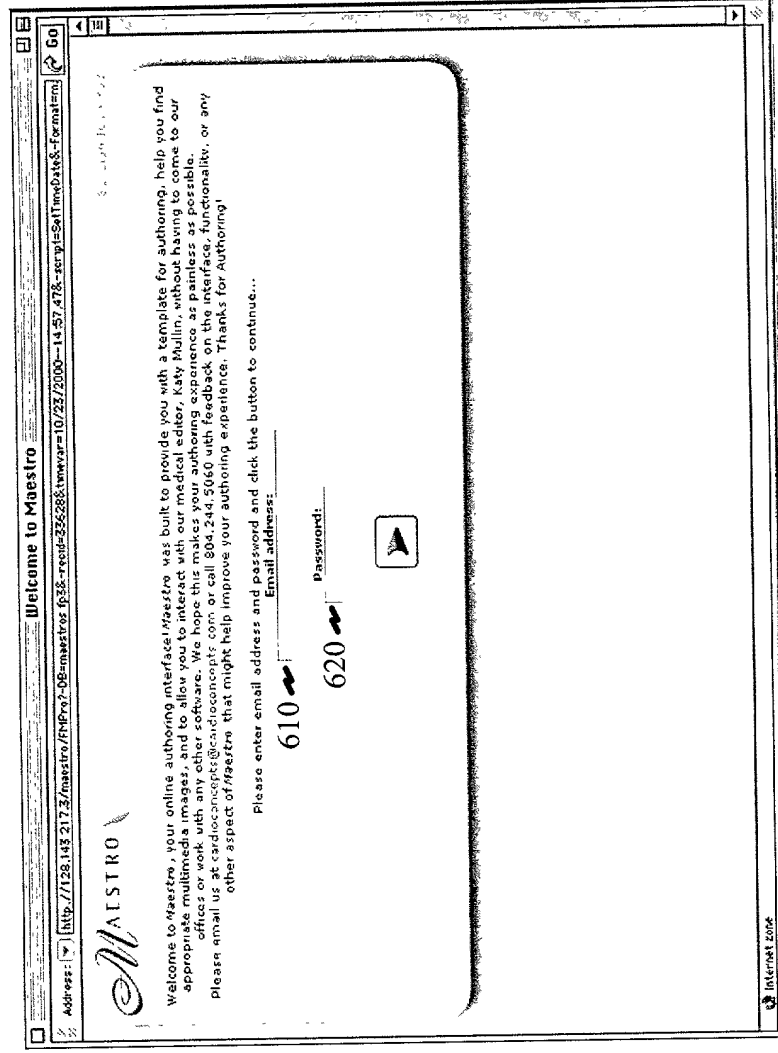 Welcome to Maestro
Address: http://128.143 217.3/maestro/FMPro?-DB=maestros fp3&-recid=33628&timevar=10/23/2000--14:57.47&-script=SetTimeDate&-format=m Go
MAESTRO
Welcome to Maestro, your online authoring interface! Maestro was built to provide you with a template for authoring, help you find
appropriate multimedia images, and to allow you to interact with our medical editor, Katy Mullin, without having to come to our
offices or work with any other software. We hope this makes your authoring experience as painless as possible.
Please email us at cardioconcepts@cardioconcepts com or call 804.244.5060 with feedback on the interface, functionality, or any
other aspect of Maestro that might help improve your authoring experience. Thanks for Authoring!
Please enter email address and password and click the button to continue...
Email address:
610
Password:
620
Internet zone